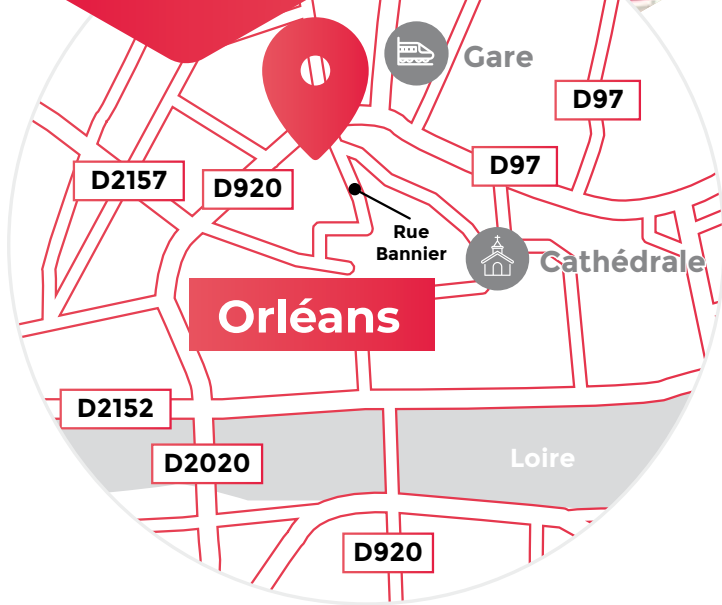 Gare
D97
D97
D2157
D920
Rue
Bannier
Cathédrale
Orléans
D2152
D2020
Loire
D920